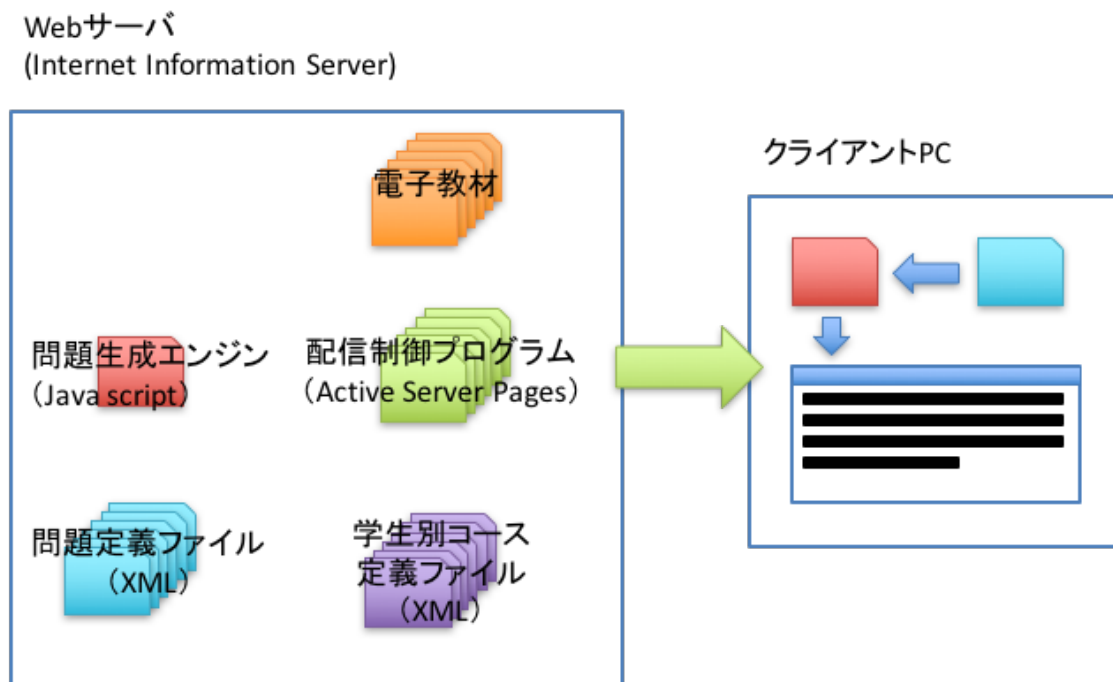 Webサーバ
(Internet Information Server)
クライアントPC
電子教材
問題生成エンジン
（Java script）
配信制御プログラム
（Active Server Pages）
問題定義ファイル
（XML）
学生別コース
定義ファイル
（XML）